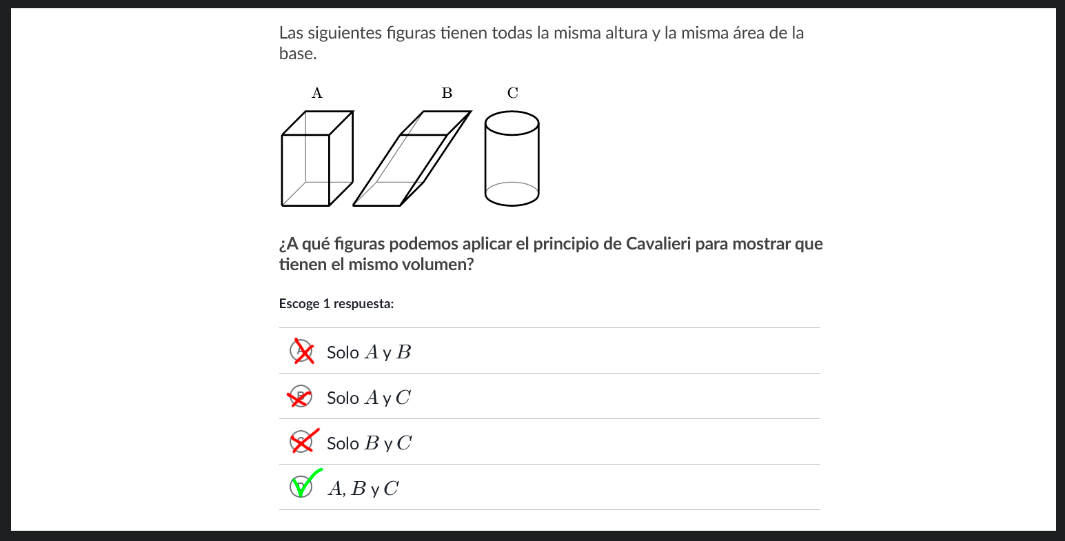 Las siguientes figuras tienen todas la misma altura y la misma área de la
base.
A B C
¿A qué figuras podemos aplicar el principio de Cavalieri para mostrar que
tienen el mismo volumen?
Escoge 1 respuesta:
Solo A y B
Solo A y C
Solo B y C
A, B y C